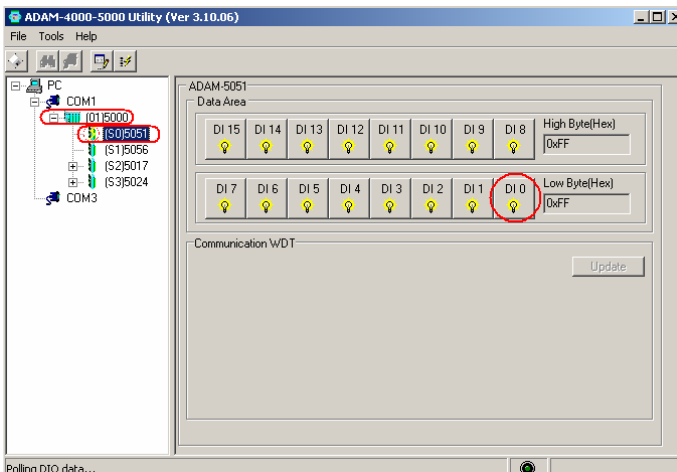 ADAM-4000-5000 Utility (Ver 3.10.06)
File Tools Help
PC
COM1
(01)5000
(S0)5051
(S1)5056
(S2)5017
(S3)5024
COM3
ADAM-5051
Data Area
DI 15 DI 14 DI 13 DI 12 DI 11 DI 10 DI 9 DI 8
High Byte(Hex)
0xFF
DI 7 DI 6 DI 5 DI 4 DI 3 DI 2 DI 1 DI 0
Low Byte(Hex)
0xFF
Communication WDT
Update
Polling DIO data...